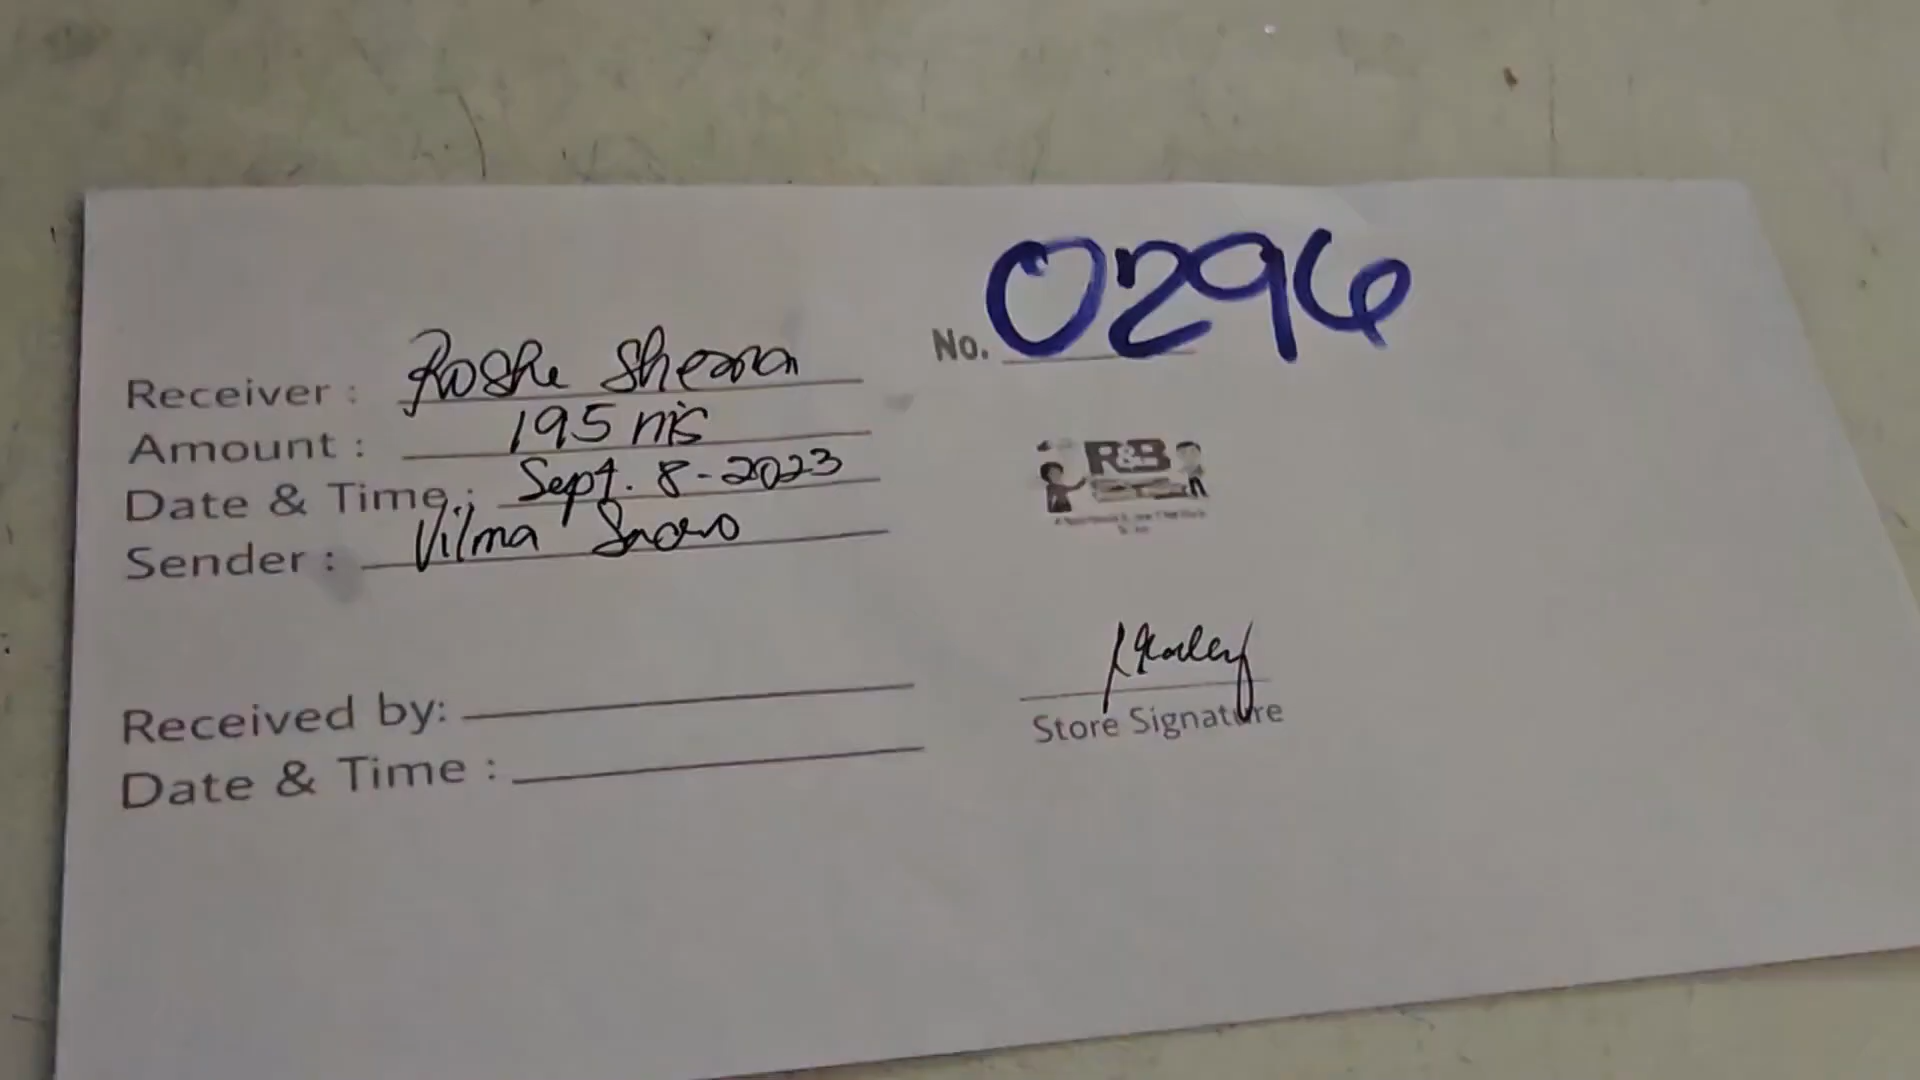 No. 0296
Receiver : Roshe Sherra
Amount : 195 nis
Date & Time : Sept. 8-2023
Sender : Vilma
R&B
Received by:
Date & Time :
Store Signature